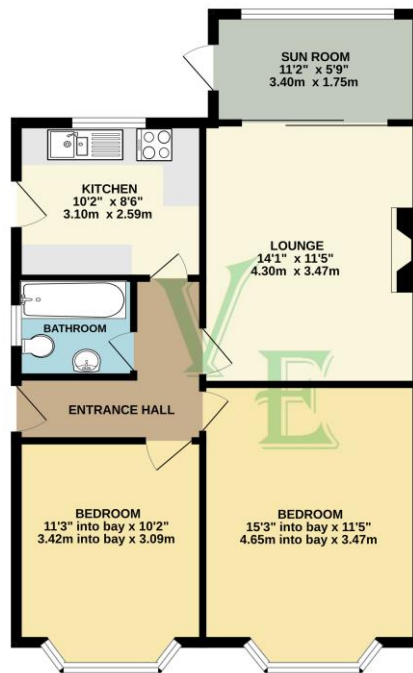 SUN ROOM
11'2" x 5'9"
3.40m x 1.75m
KITCHEN
10'2" x 8'6"
3.10m x 2.59m
LOUNGE
14'1" x 11'5"
4.30m x 3.47m
BATHROOM
VE
ENTRANCE HALL
BEDROOM
11'3" into bay x 10'2"
3.42m into bay x 3.09m
BEDROOM
15'3" into bay x 11'5"
4.65m into bay x 3.47m